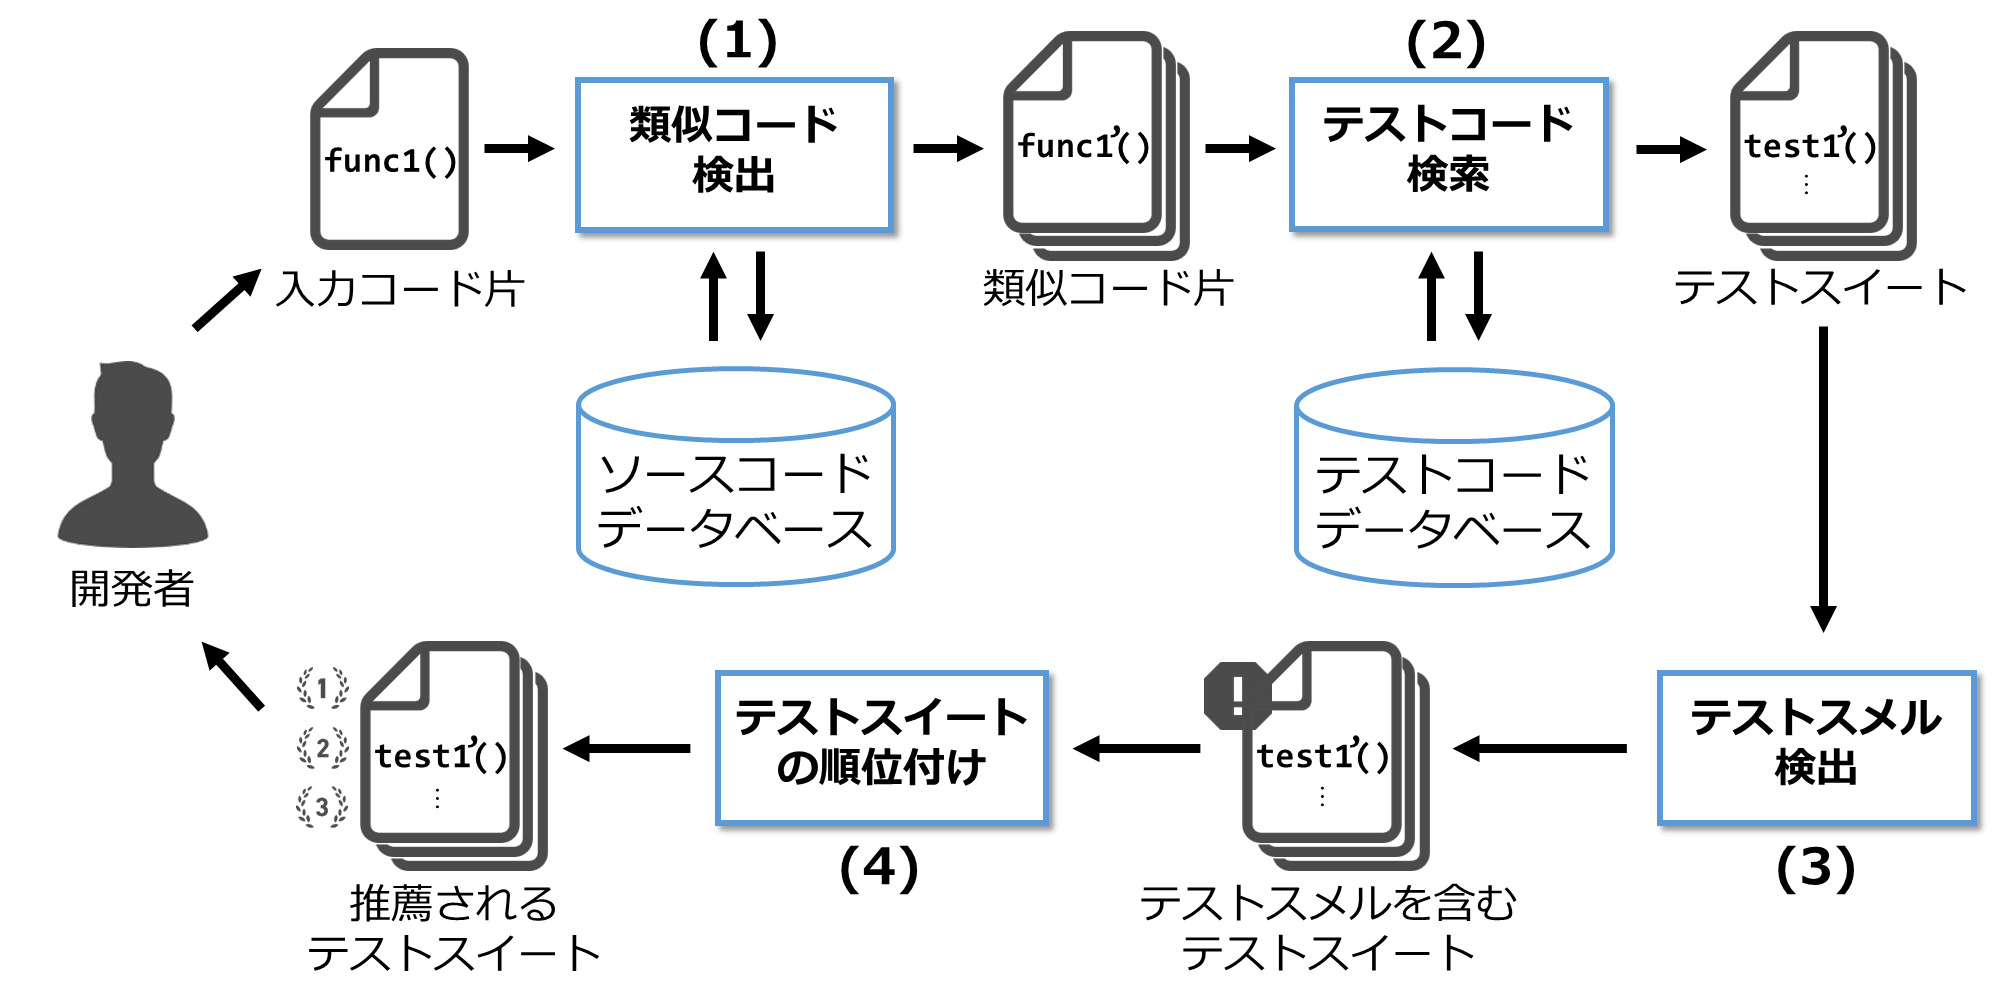 (1)
(2)
func1()
類似コード
検出
func1’()
テストコード
検索
test1’()
⋮
入力コード片
類似コード片
テストスイート
ソースコード
データベース
テストコード
データベース
開発者
1
2
3
test1’()
⋮
テストスイート
の順位付け
test1’()
⋮
テストスメル
検出
(4)
(3)
推薦される
テストスイート
テストスメルを含む
テストスイート